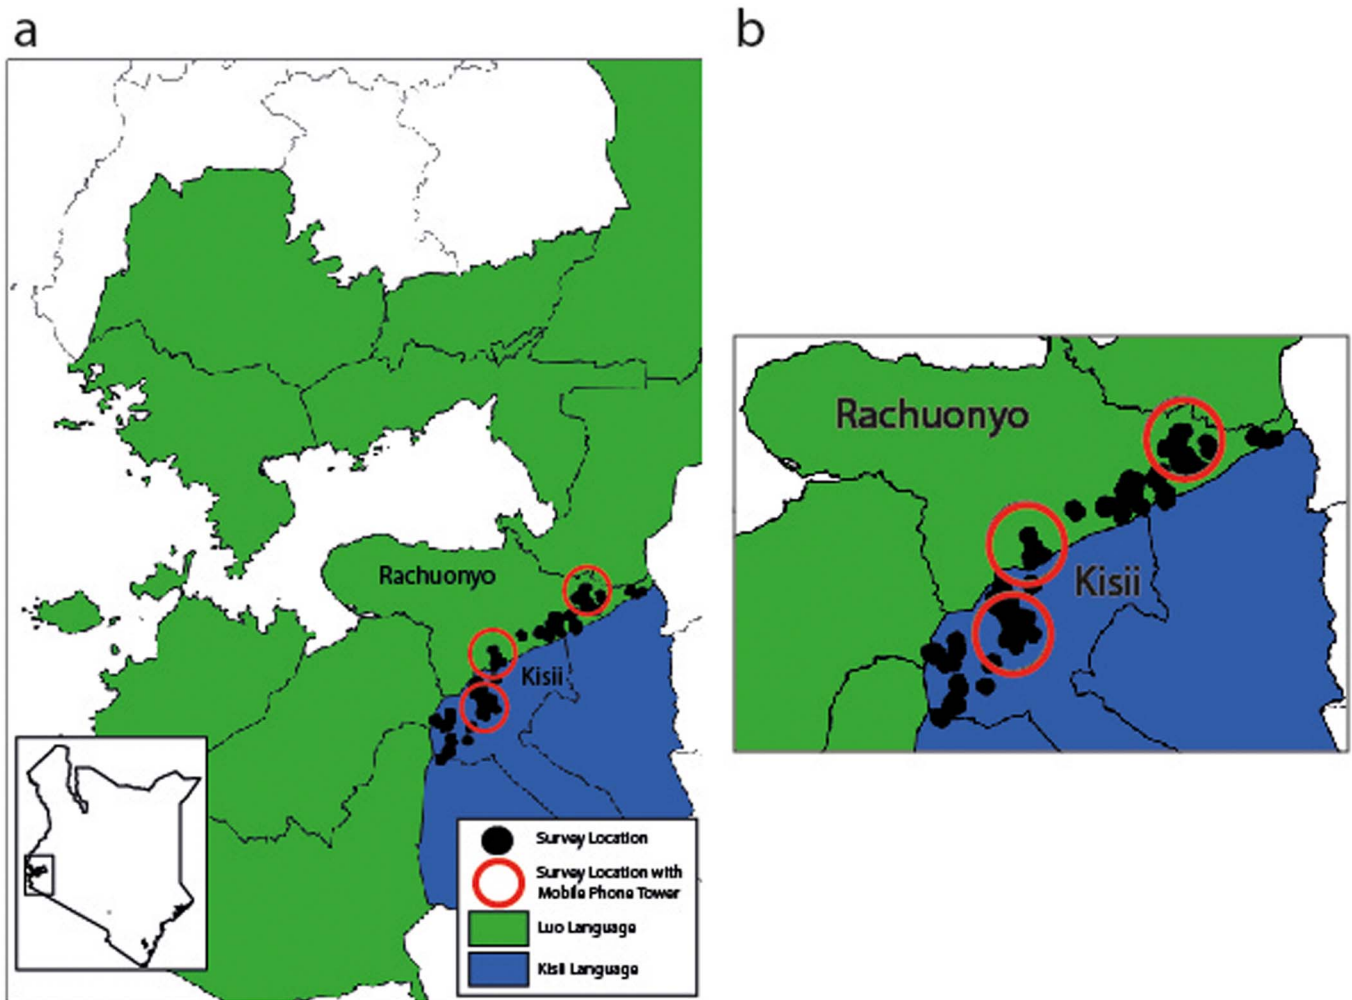 a
b
Rachuonyo
Kisii
Survey Location
Survey Location with
Mobile Phone Tower
Luo Language
Kisii Language
Rachuonyo
Kisii